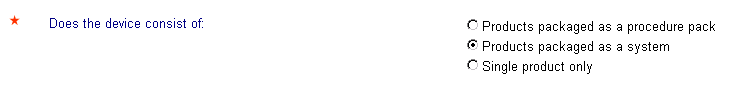 Does the device consist of:
Products packaged as a procedure pack
Products packaged as a system
Single product only